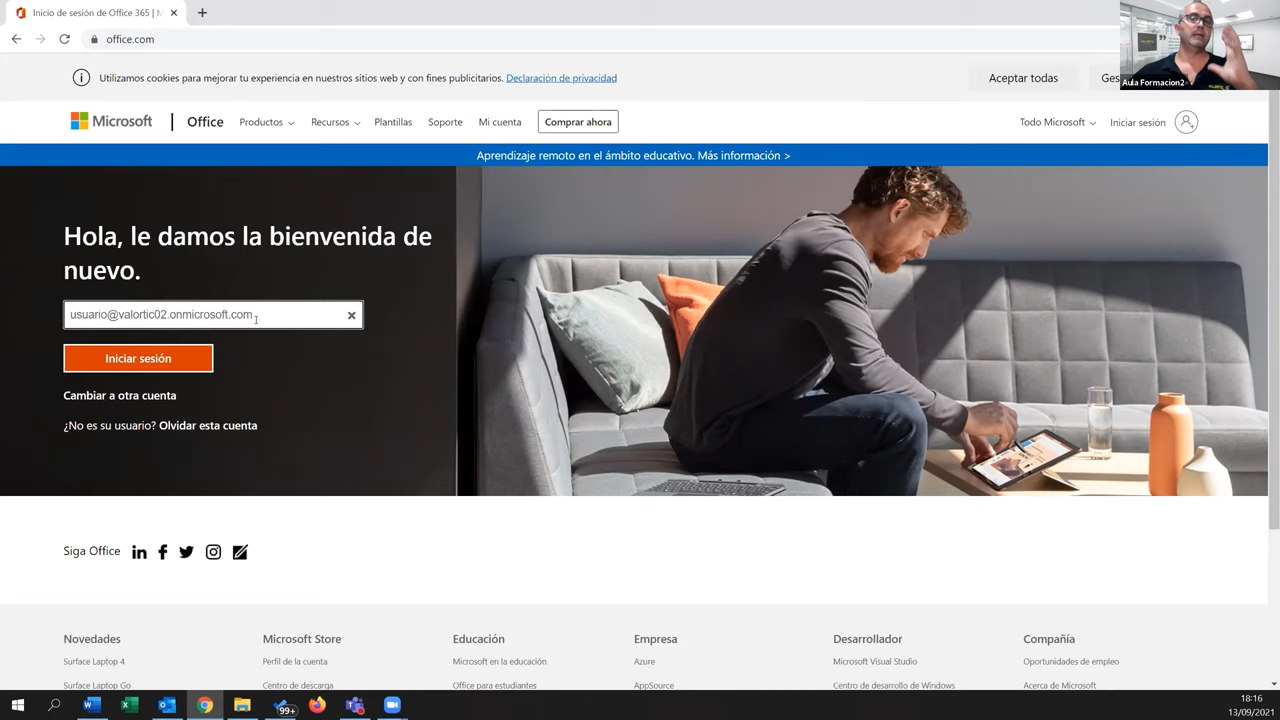 Inicio de sesión de Office 365 | M
office.com
Utilizamos cookies para mejorar tu experiencia en nuestros sitios web y con fines publicitarios. Declaración de privacidad
Aceptar todas
Ges
Aula Formacion2
Microsoft
Office
Productos
Recursos
Plantillas
Soporte
Mi cuenta
Comprar ahora
Todo Microsoft
Iniciar sesión
Aprendizaje remoto en el ámbito educativo. Más información >
Hola, le damos la bienvenida de
nuevo.
usuario@valortic02.onmicrosoft.com
Iniciar sesión
Cambiar a otra cuenta
¿No es su usuario? Olvidar esta cuenta
Siga Office
Novedades
Microsoft Store
Educación
Empresa
Desarrollador
Compañía
Surface Laptop 4
Perfil de la cuenta
Microsoft en la educación
Azure
Microsoft Visual Studio
Oportunidades de empleo
Surface Laptop Go
Centro de descarga
Office para estudiantes
AppSource
Centro de desarrollo de Windows
Acerca de Microsoft
99+
18:16
13/09/2021